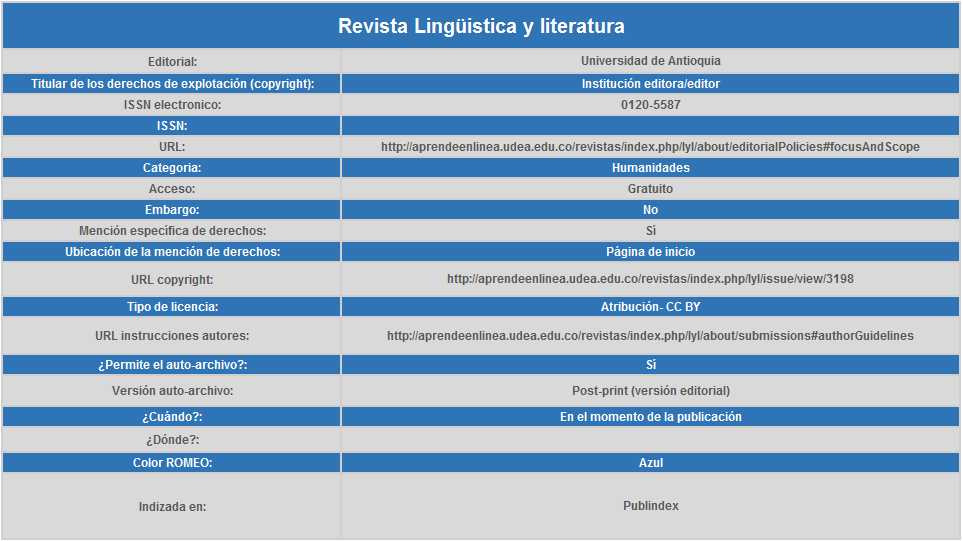 Revista Lingüistica y literatura
Editorial: Universidad de Antioquia
Titular de los derechos de explotación (copyright): Institución editora/editor
ISSN electronico: 0120-5587
ISSN:
URL: http://aprendeenlinea.udea.edu.co/revistas/index.php/lyl/about/editorialPolicies#focusAndScope
Categoria: Humanidades
Acceso: Gratuito
Embargo: No
Mención específica de derechos: Sí
Ubicación de la mención de derechos: Página de inicio
URL copyright: http://aprendeenlinea.udea.edu.co/revistas/index.php/lyl/issue/view/3198
Tipo de licencia: Atribución- CC BY
URL instrucciones autores: http://aprendeenlinea.udea.edu.co/revistas/index.php/lyl/about/submissions#authorGuidelines
¿Permite el auto-archivo?: Sí
Versión auto-archivo: Post-print (versión editorial)
¿Cuándo?: En el momento de la publicación
¿Dónde?:
Color ROMEO: Azul
Indizada en: Publindex